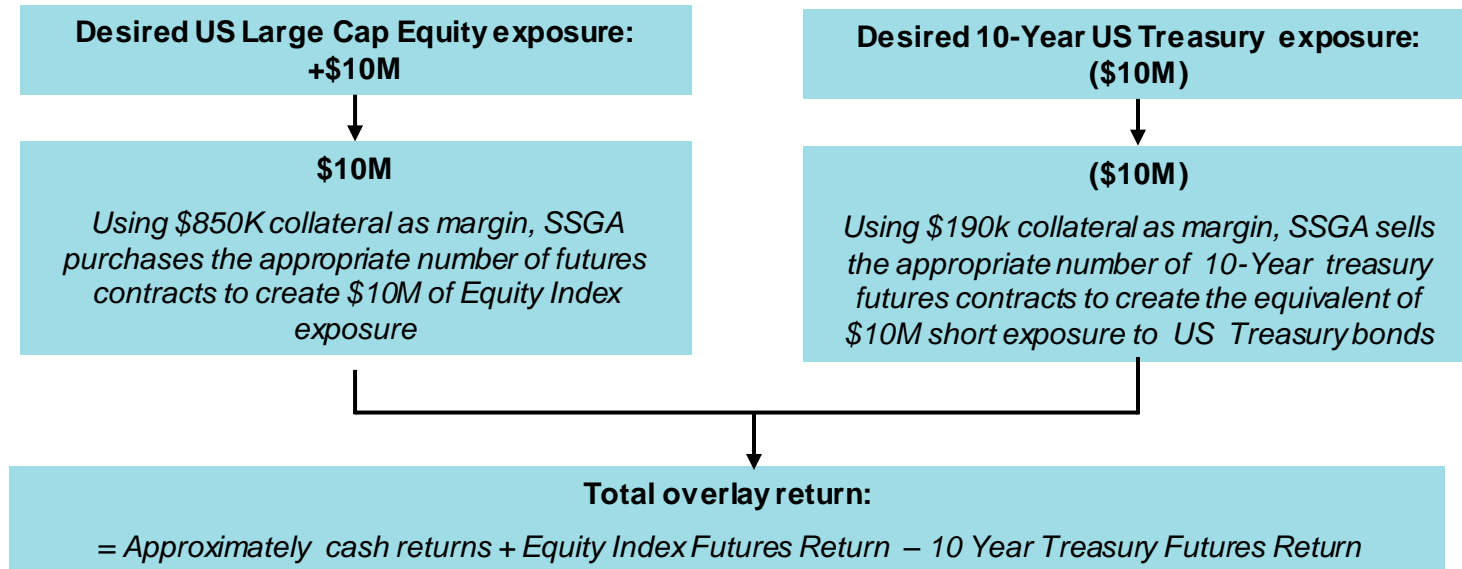 Desired US Large Cap Equity exposure:
+$10M
Desired 10-Year US Treasury exposure:
($10M)
$10M
Using $850K collateral as margin, SSGA
purchases the appropriate number of futures
contracts to create $10M of Equity Index
exposure
($10M)
Using $190k collateral as margin, SSGA sells
the appropriate number of 10-Year treasury
futures contracts to create the equivalent of
$10M short exposure to US Treasury bonds
Total overlay return:
= Approximately cash returns + Equity Index Futures Return – 10 Year Treasury Futures Return